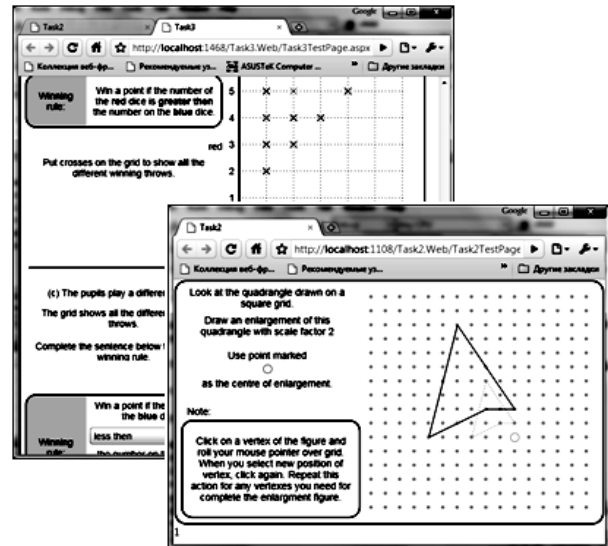 Google
Task2
Task3
http://localhost:1468/Task3.Web/Task3TestPage.aspx
Коллекция веб-фр...
Рекомендуемые уз...
ASUSTeK Computer ...
»
Другие закладки
Winning rule:
Win a point if the number of
the red dice is greater then
the number on the blue dice.
5
4
red 3
2
1
Put crosses on the grid to show all the
different winning throws.
(c) The pupils play a differe
The grid shows all the differe
throws.
Complete the sentence below
winning rule.
Winning rule:
Win a point if the
the blue d
less then
Google
Task2
http://localhost:1108/Task2.Web/Task2TestPage
Коллекция веб-фр...
Рекомендуемые уз...
»
Другие закладки
Look at the quadrangle drawn on a
square grid.
Draw an enlargement of this
quadrangle with scale factor 2
Use point marked
as the centre of enlargement.
Note:
Click on a vertex of the figure and
roll your mouse pointer over grid.
When you select new position of
vertex, click again. Repeat this
action for any vertexes you need for
complete the enlargment figure.
1